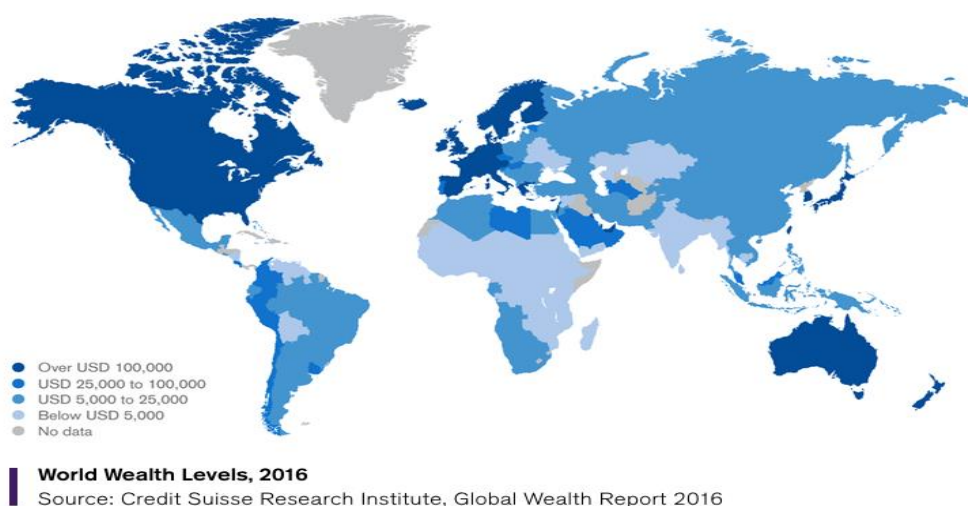 Over USD 100,000
USD 25,000 to 100,000
USD 5,000 to 25,000
Below USD 5,000
No data
World Wealth Levels, 2016
Source: Credit Suisse Research Institute, Global Wealth Report 2016